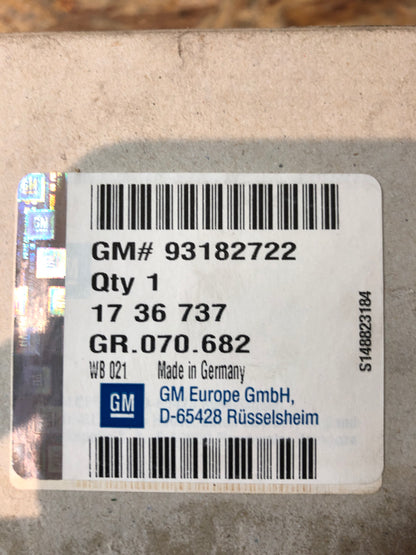 GM# 93182722
Qty 1
17 36 737
GR.070.682
WB 021 Made in Germany
GM
GM Europe GmbH,
D-65428 Rüsselsheim
S148823184